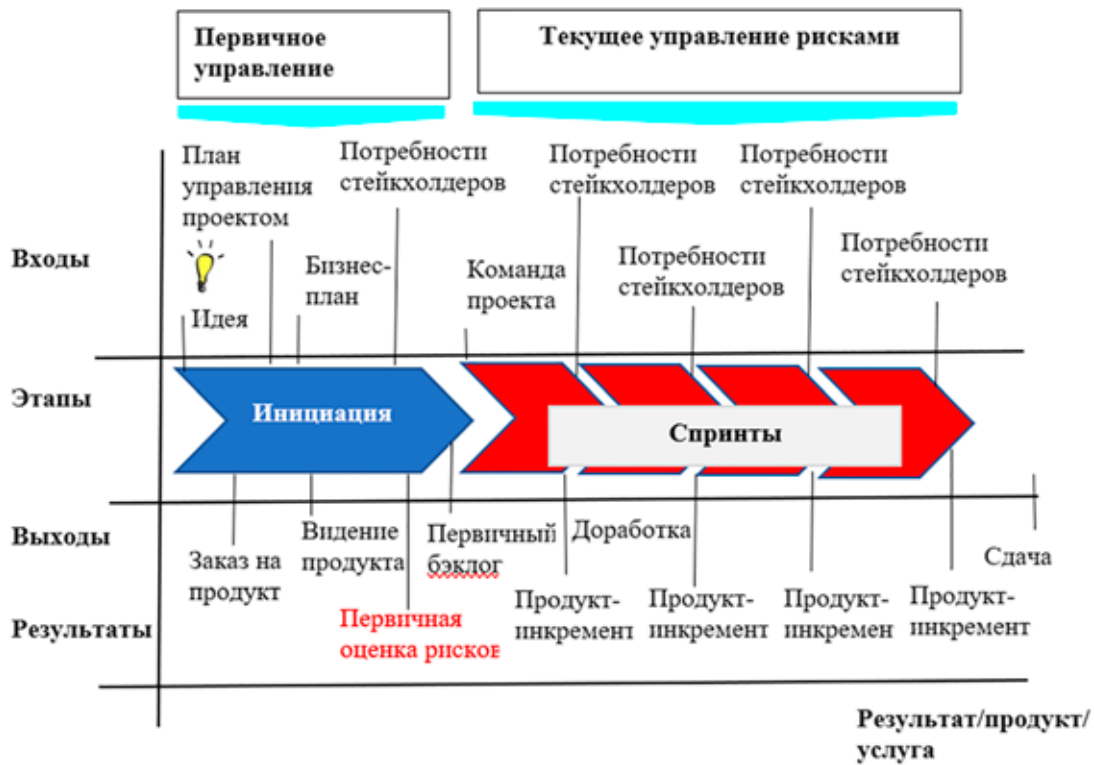 Первичное
управление
Текущее управление рисками
План
управления
проектом
Потребности
стейкхолдеров
Потребности
стейкхолдеров
Потребности
стейкхолдеров
Входы
Идея
Бизнес-
план
Команда
проекта
Потребности
стейкхолдеров
Потребности
стейкхолдеров
Этапы
Инициация
Спринты
Выходы
Заказ на
продукт
Видение
продукта
Первичный
бэклог
Доработка
Сдача
Результаты
Первичная
оценка рисков
Продукт-
инкремент
Продукт-
инкремент
Продукт-
инкремен
Продукт-
инкремент
Результат/продукт/
услуга